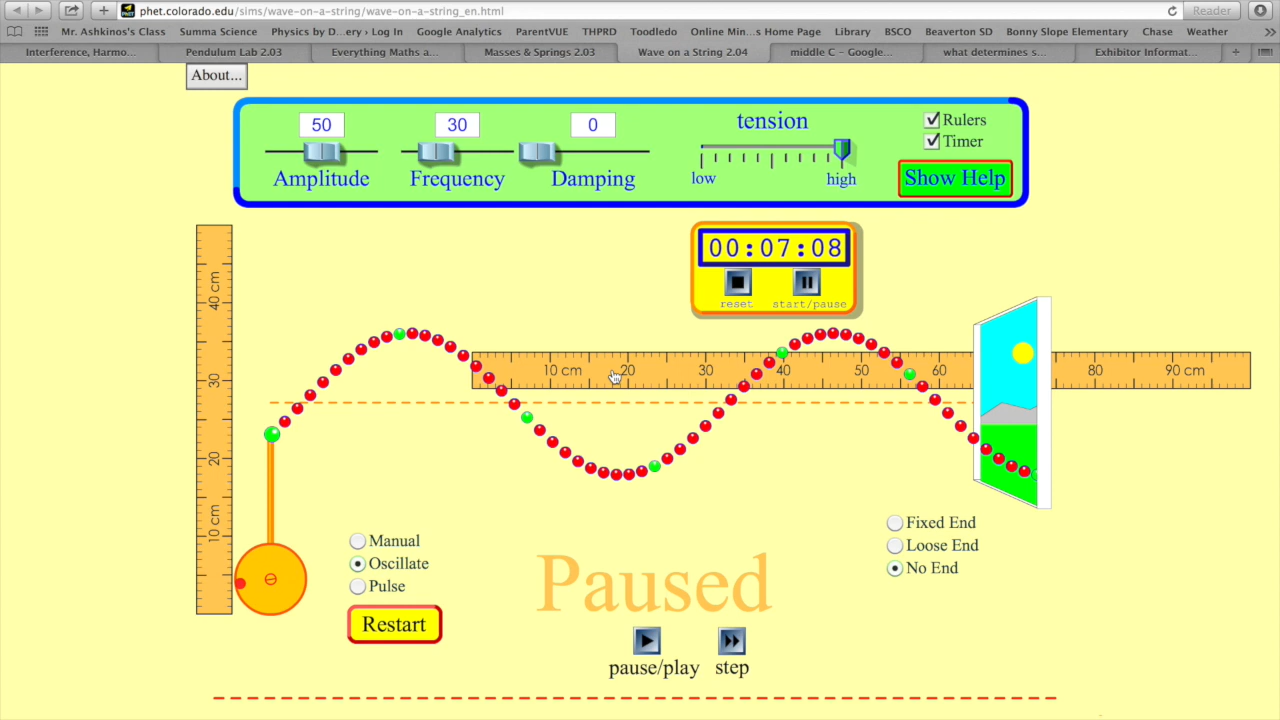 phet.colorado.edu/sims/wave-on-a-string/wave-on-a-string_en.html
Reader
Mr. Ashkinos's Class Summa Science Physics by D...ery › Log In Google Analytics ParentVUE THPRD Toodledo Online Min...s Home Page Library BSCO Beaverton SD Bonny Slope Elementary Chase Weather
Interference, Harmo... Pendulum Lab 2.03 Everything Maths a... Masses & Springs 2.03 Wave on a String 2.04 middle C - Google... what determines s... Exhibitor Informat...
About...
50 30 0
tension
Rulers
Timer
Amplitude Frequency Damping
low high
Show Help
00:07:08
reset start/pause
40 cm
30
20
10 cm
10 cm 20 30 40 50 60 80 90 cm
Manual
Oscillate
Pulse
Restart
Fixed End
Loose End
No End
Paused
pause/play step